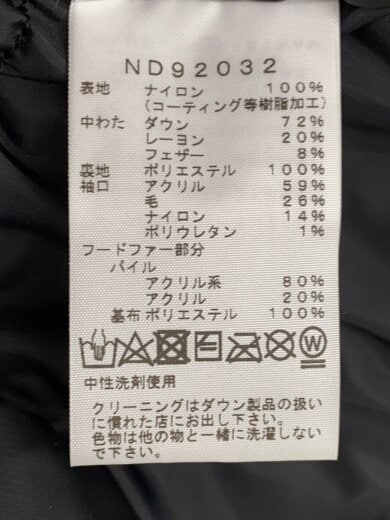 ND92032
表地 ナイロン 100%
(コーティング等樹脂加工)
中わた ダウン 72%
レーヨン 20%
フェザー 8%
裏地 ポリエステル 100%
袖口 アクリル 59%
毛 26%
ナイロン 14%
ポリウレタン 1%
フードファー部分
パイル
アクリル系 80%
アクリル 20%
基布 ポリエステル 100%
W
中性洗剤使用
クリーニングはダウン製品の扱い
に慣れた店にお出し下さい。
色物は他の物と一緒に洗濯しない
で下さい。